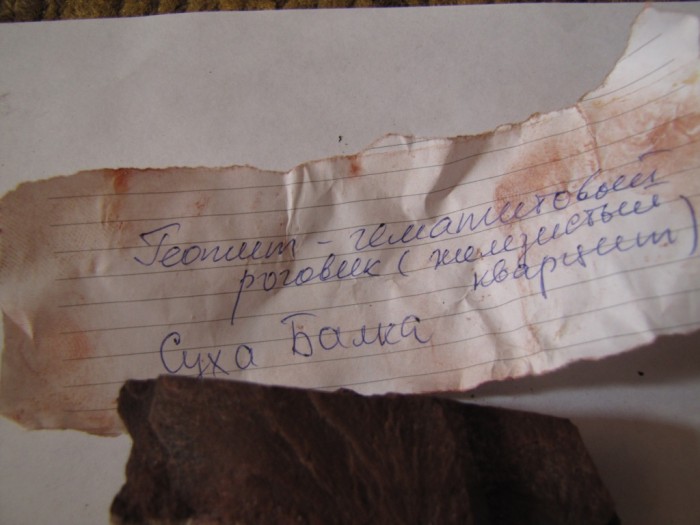 Геотит - гематитовый
роговик (железистый
кварцит)
Суха Балка